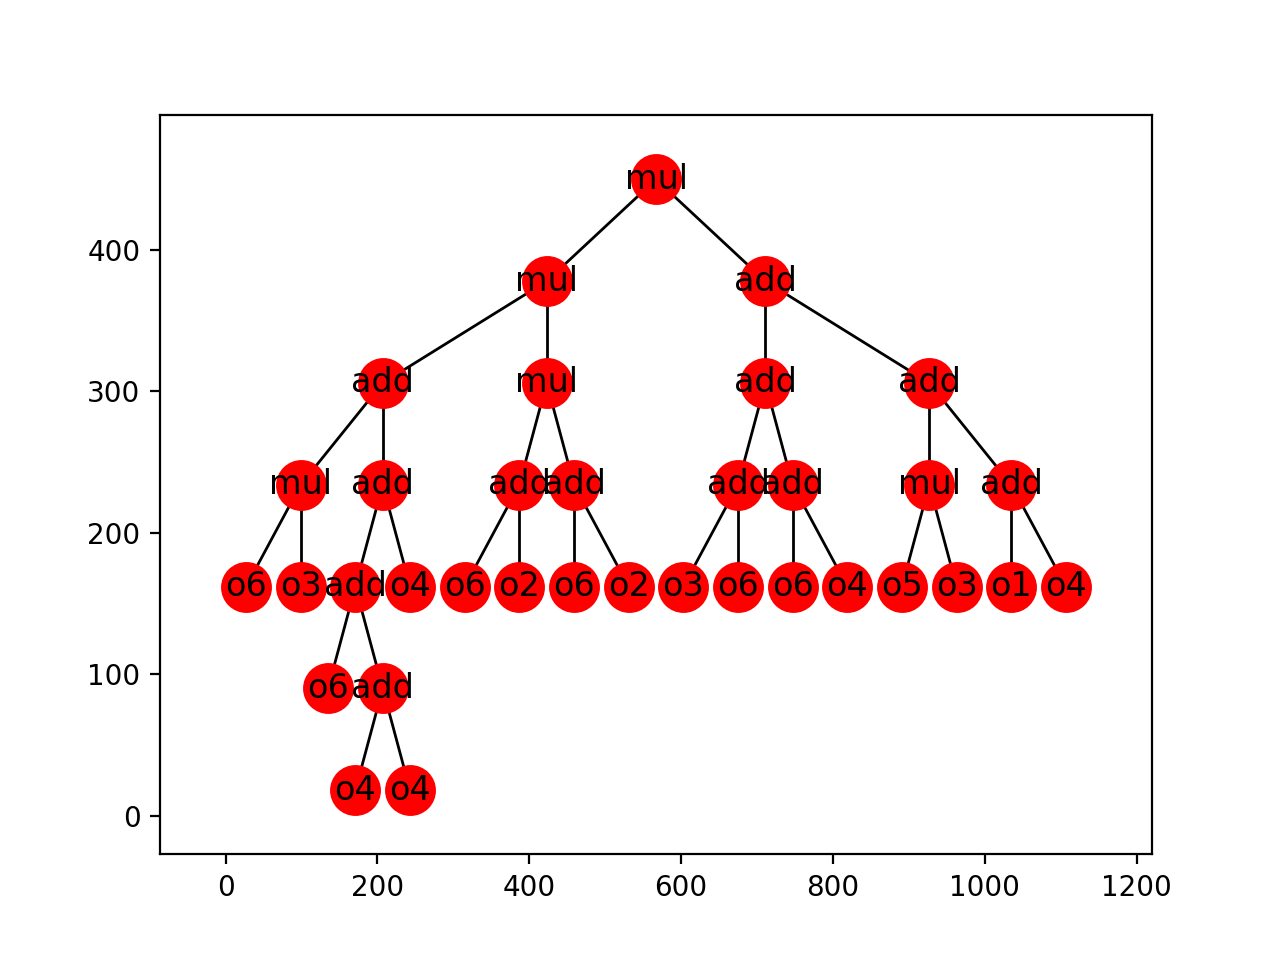 mul
400
mul add
300
add mul add add
mul add add add add add mul add
200
o6 o3 add o4 o6 o2 o6 o2 o3 o6 o6 o4 o5 o3 o1 o4
100
o6 add
o4 o4
0
0 200 400 600 800 1000 1200